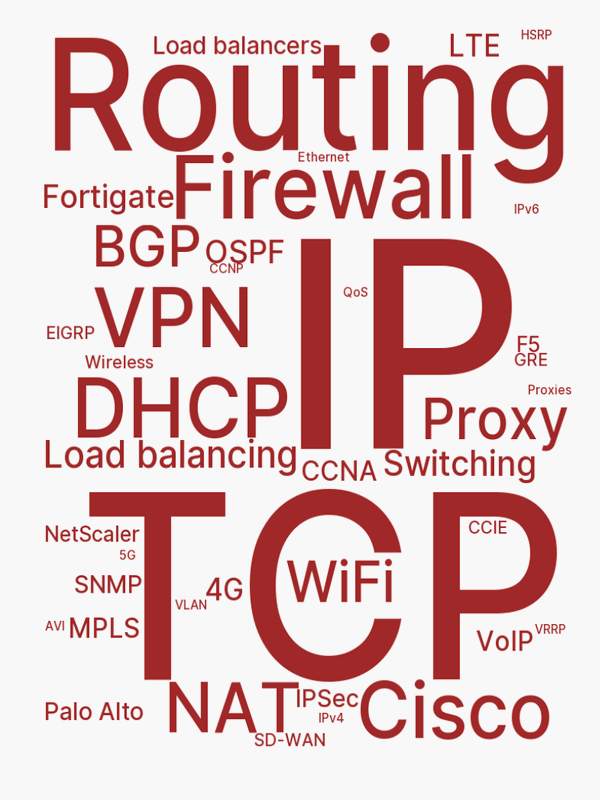 Load balancers
LTE
HSRP
Routing
Ethernet
Fortigate
Firewall
IPv6
BGP
OSPF
CCNP
IP
QoS
VPN
EIGRP
F5
GRE
Wireless
DHCP
Proxies
Proxy
Load balancing
CCNA
Switching
TCP
NetScaler
CCIE
5G
SNMP
4G
WiFi
VLAN
AVI
MPLS
VoIP
VRRP
Palo Alto
NAT
IPSec
IPv4
Cisco
SD-WAN